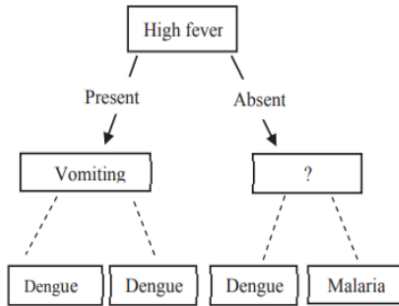 High fever
Present
Absent
Vomiting
?
Dengue
Dengue
Dengue
Malaria